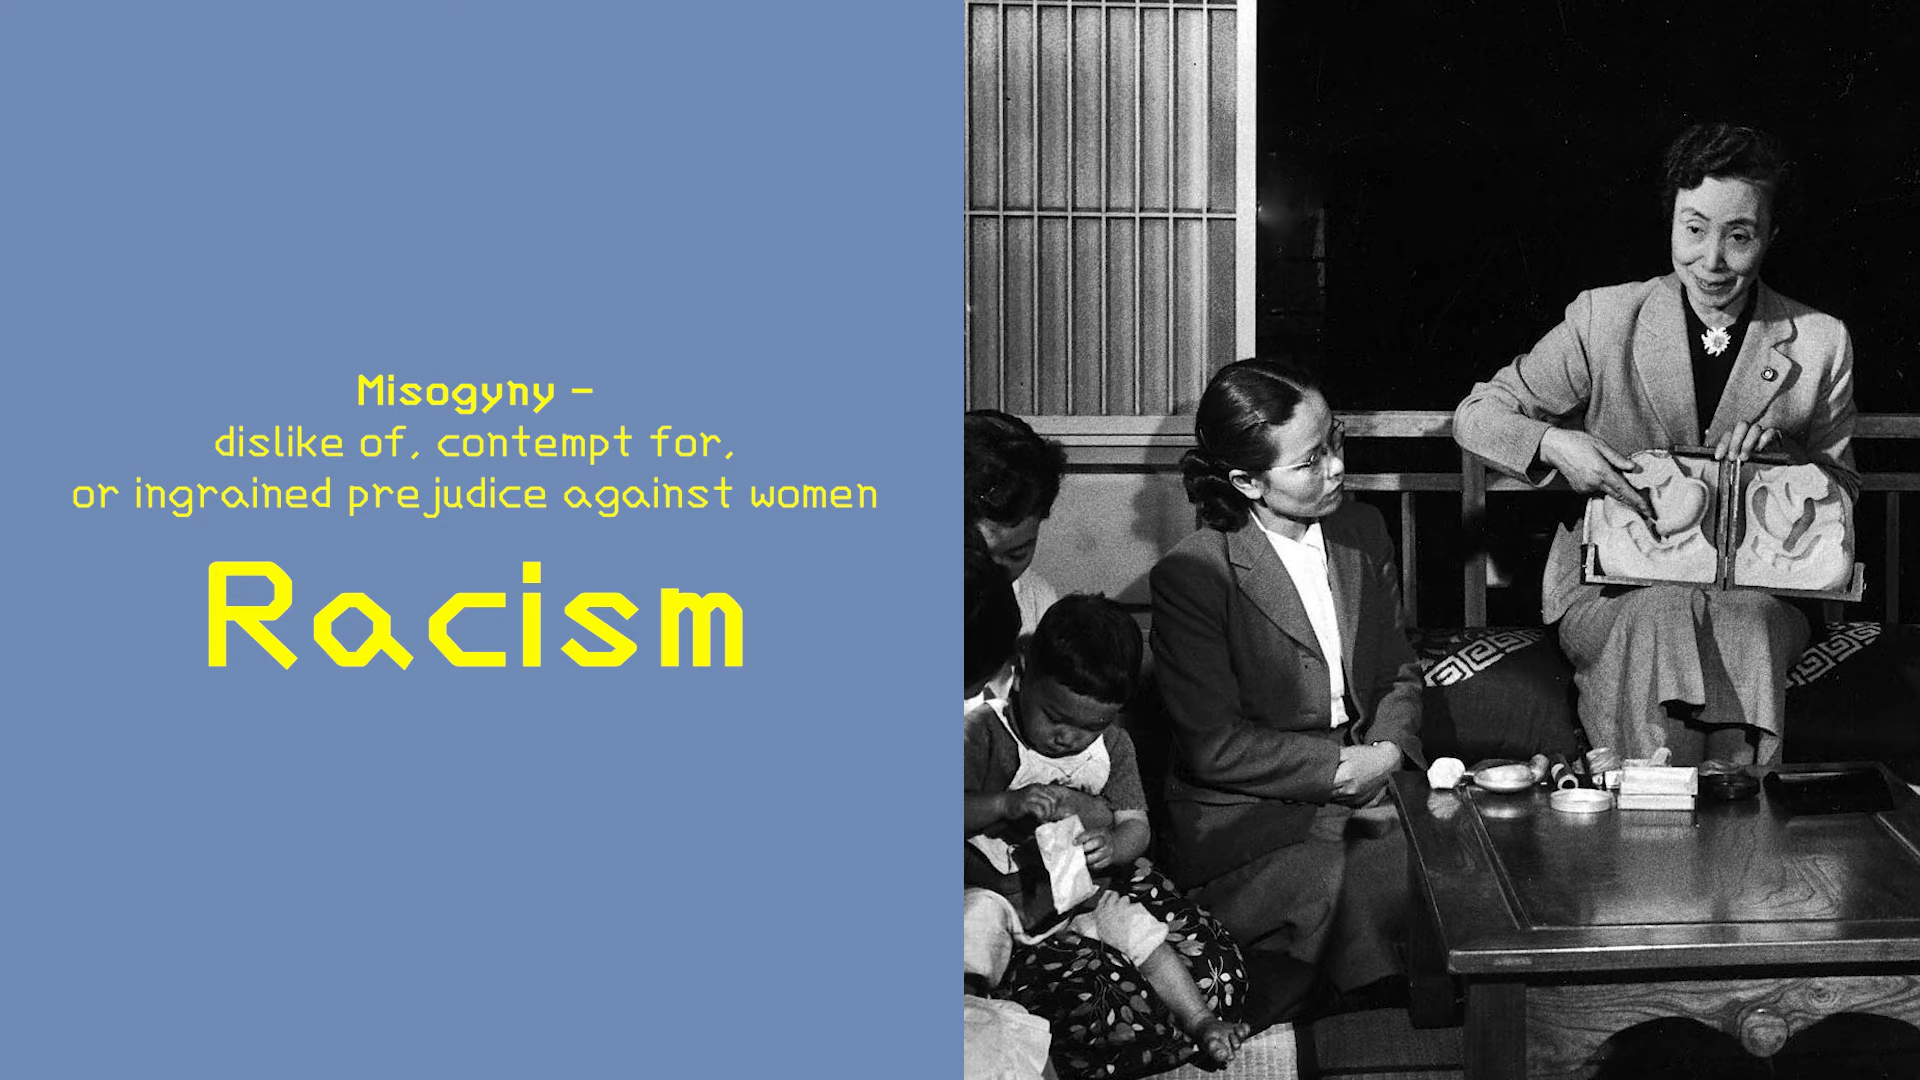 Misogyny –
dislike of, contempt for,
or ingrained prejudice against women
Racism